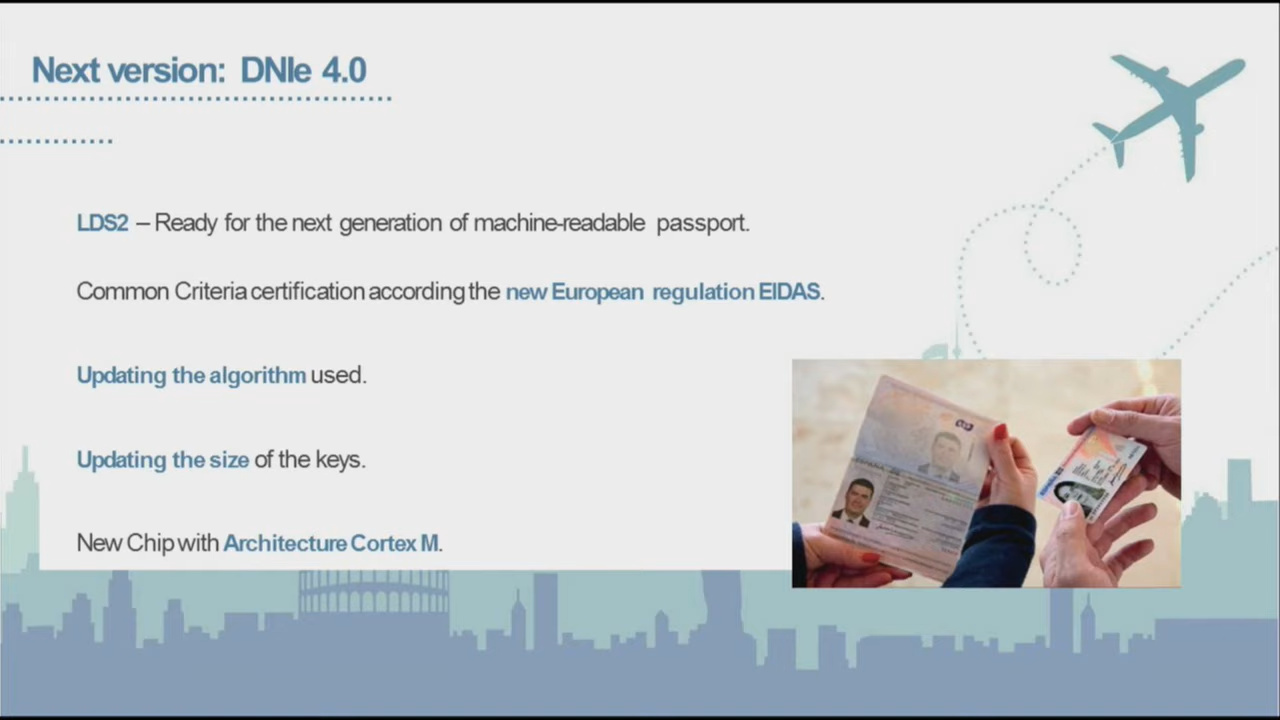 Next version: DNIe 4.0
LDS2 – Ready for the next generation of machine-readable passport.
Common Criteria certification according the new European regulation EIDAS.
Updating the algorithm used.
Updating the size of the keys.
New Chip with Architecture Cortex M.